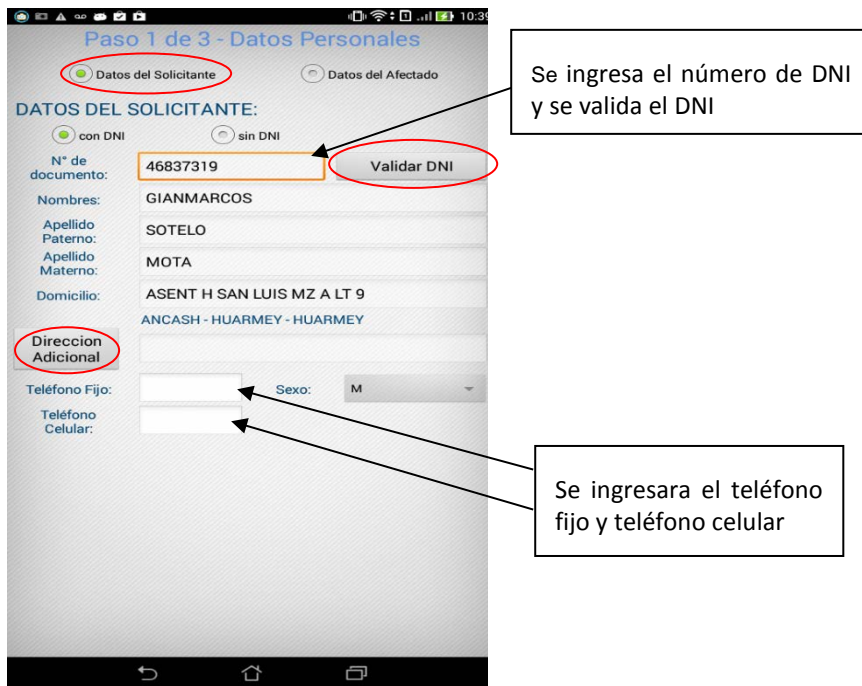 10:39
Paso 1 de 3 - Datos Personales
Datos del Solicitante
Datos del Afectado
DATOS DEL SOLICITANTE:
con DNI
sin DNI
N° de
documento:
46837319
Validar DNI
Nombres:
GIANMARCOS
Apellido
Paterno:
SOTELO
Apellido
Materno:
MOTA
Domicilio:
ASENT H SAN LUIS MZ A LT 9
ANCASH - HUARMEY - HUARMEY
Direccion
Adicional
Teléfono Fijo:
Sexo:
M
Teléfono
Celular:
Se ingresa el número de DNI
y se valida el DNI
Se ingresara el teléfono
fijo y teléfono celular